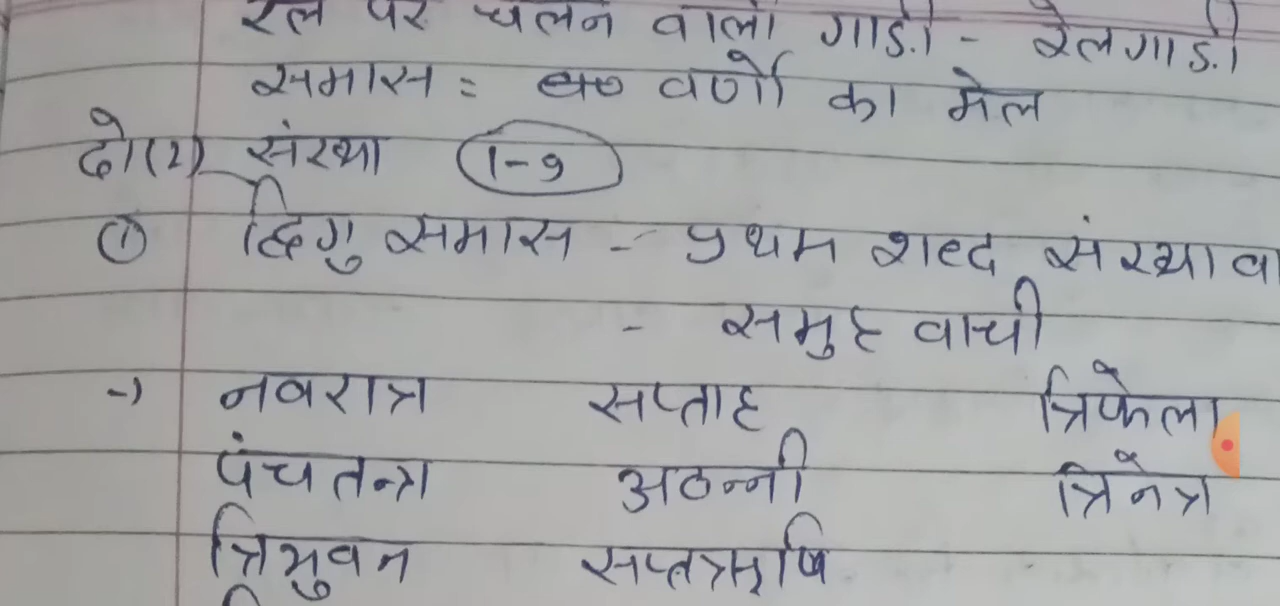 रेल पर चलने वाली गाड़ी - रेलगाड़ी
समास = वर्णो का मेल
दो(2) संख्या 1-9
① द्विगु समास - प्रथम शब्द संख्या वा
- समुह वाची
→ नवरात्र सप्ताह त्रिफेला
पंचतन्त्र अठन्नी त्रिनेत्र
त्रिभुवन सप्तऋषि